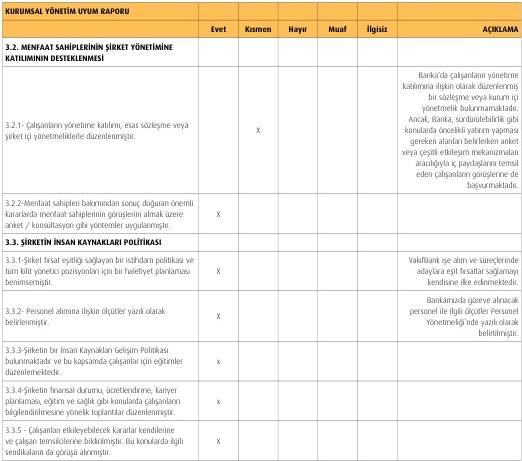 KURUMSAL YÖNETİM UYUM RAPORU
Evet Kısmen Hayır Muaf İlgisiz AÇIKLAMA
3.2. MENFAAT SAHİPLERİNİN ŞİRKET YÖNETİMİNE
KATILIMININ DESTEKLENMESİ
3.2.1- Çalışanların yönetime katılımı, esas sözleşme veya
şirket içi yönetmeliklerle düzenlenmiştir.
X
Banka'da çalışanların yönetime
katılımına ilişkin olarak düzenlenmiş
bir sözleşme veya kurum içi
yönetmelik bulunmamaktadır.
Ancak, Banka, sürdürülebilirlik gibi
konularda öncelikli yatırım yapması
gereken alanları belirlerken anket
veya çeşitli etkileşim mekanizmaları
aracılığıyla iç paydaşlarını temsil
eden çalışanların görüşlerine de
başvurmaktadır.
3.2.2-Menfaat sahipleri bakımından sonuç doğuran önemli
kararlarda menfaat sahiplerinin görüşlerini almak üzere
anket / konsültasyon gibi yöntemler uygulanmıştır.
X
3.3. ŞİRKETİN İNSAN KAYNAKLARI POLİTİKASI
3.3.1-Şirket fırsat eşitliği sağlayan bir istihdam politikası ve
tüm kilit yönetici pozisyonları için bir halefiyet planlaması
benimsemiştir.
X
VakıfBank işe alım ve süreçlerinde
adaylara eşit fırsatlar sağlamayı
kendisine ilke edinmektedir.
3.3.2- Personel alımına ilişkin ölçütler yazılı olarak
belirlenmiştir.
X
Bankamızda göreve alınacak
personel ile ilgili ölçütler Personel
Yönetmeliği'nde yazılı olarak
belirtilmiştir.
3.3.3-Şirketin bir İnsan Kaynakları Gelişim Politikası
bulunmaktadır ve bu kapsamda çalışanlar için eğitimler
düzenlemektedir.
x
3.3.4-Şirketin finansal durumu, ücretlendirme, kariyer
planlaması, eğitim ve sağlık gibi konularda çalışanların
bilgilendirilmesine yönelik toplantılar düzenlenmiştir.
x
3.3.5 - Çalışanları etkileyebilecek kararlar kendilerine
ve çalışan temsilcilerine bildirilmiştir. Bu konularda ilgili
sendikaların da görüşü alınmıştır.
X